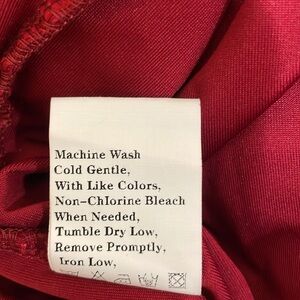 Machine Wash
Cold Gentle,
With Like Colors,
Non-Chlorine Bleach
When Needed,
Tumble Dry Low,
Remove Promptly,
Iron Low,